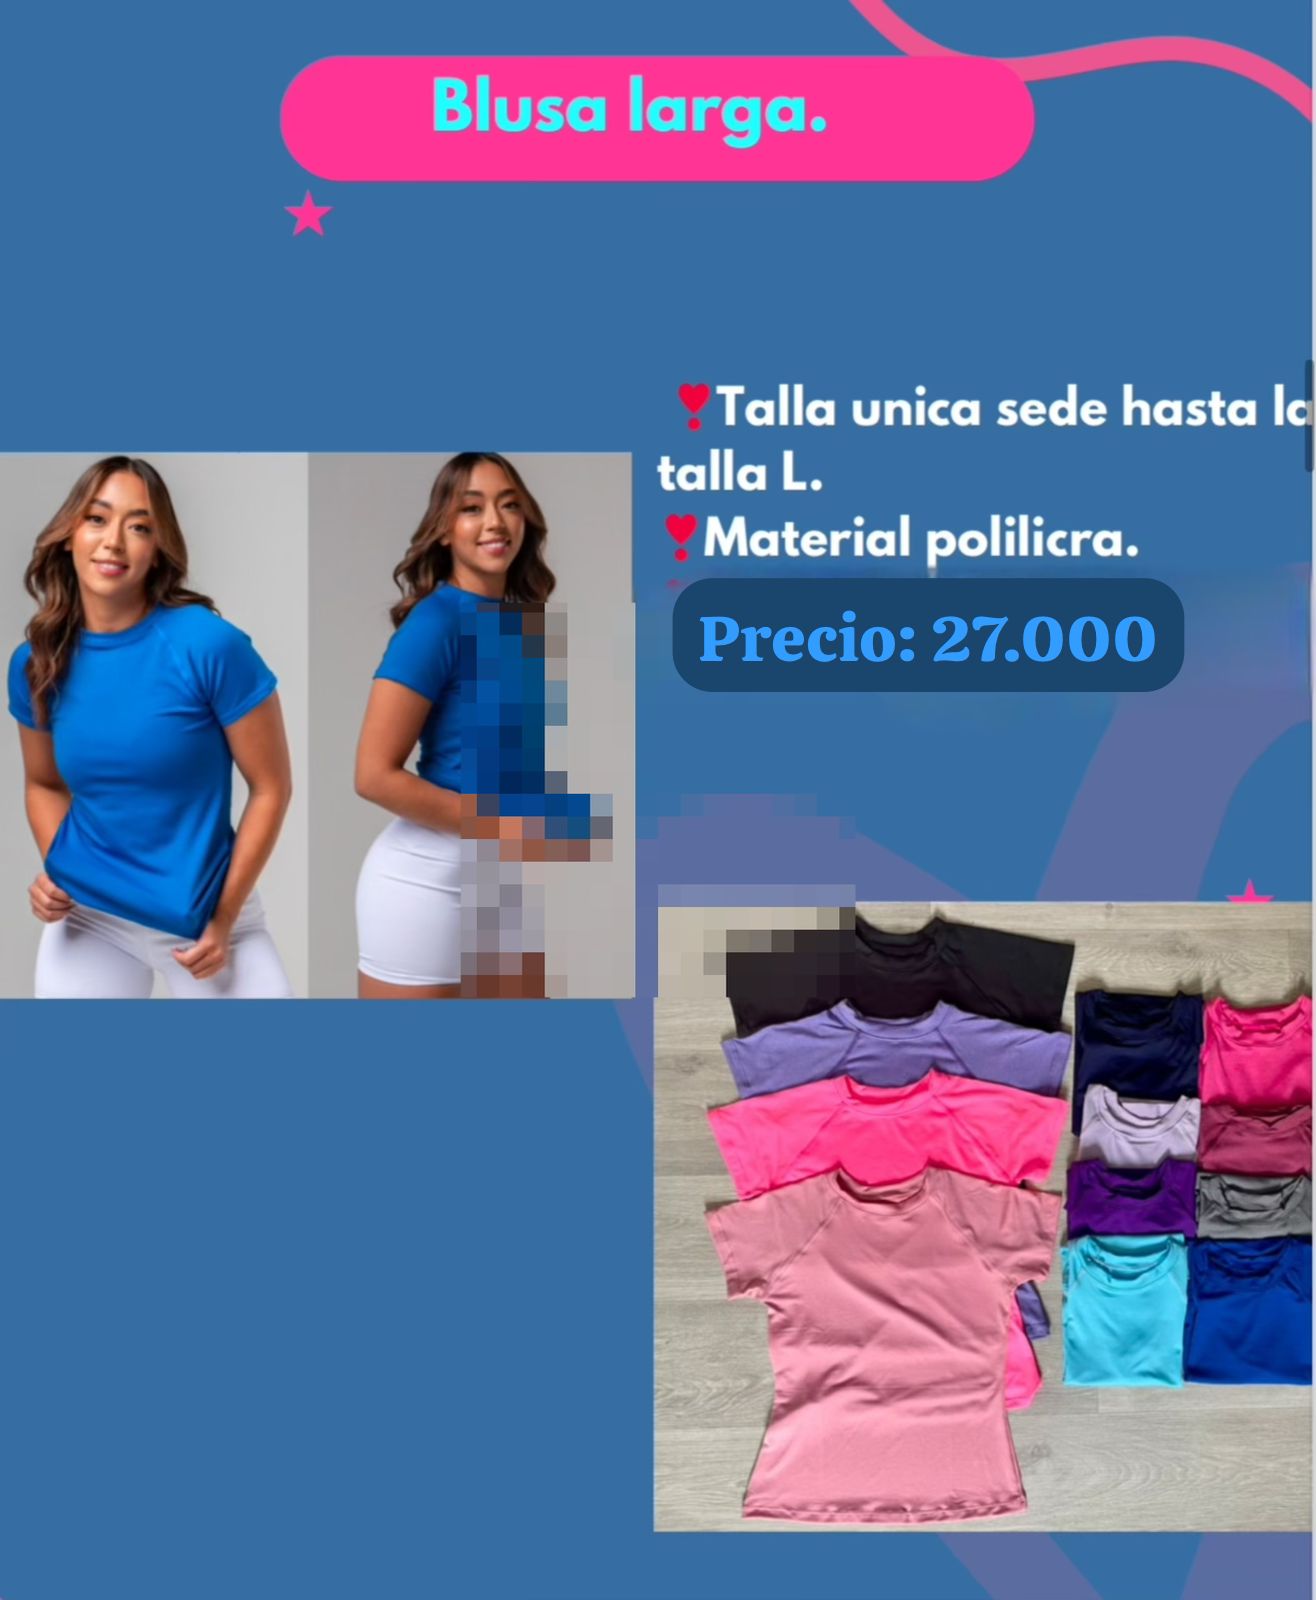 Blusa larga.
❣Talla unica sede hasta la
talla L.
❣Material polilicra.
Precio: 27.000